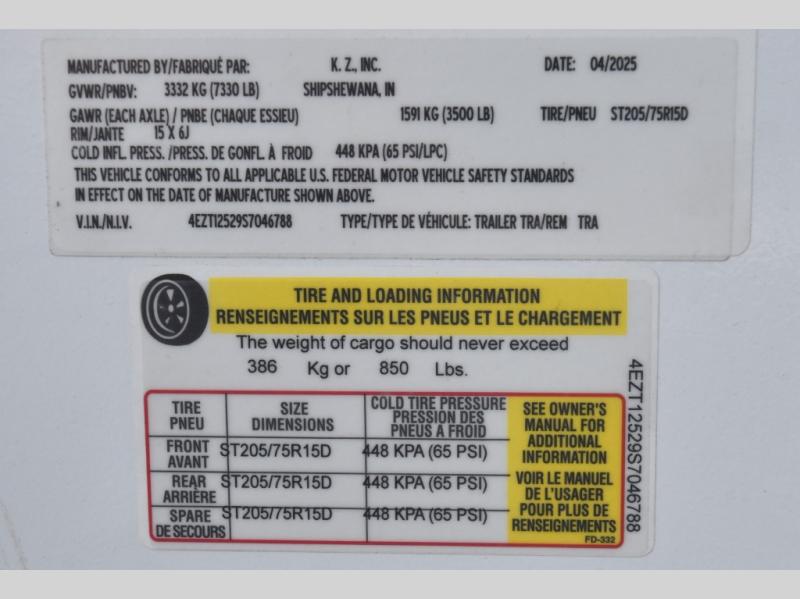 MANUFACTURED BY/FABRIQUÉ PAR: K. Z., INC. DATE: 04/2025
GVWR/PNBV: 3332 KG (7330 LB) SHIPSHEWANA, IN
GAWR (EACH AXLE) / PNBE (CHAQUE ESSIEU) 1591 KG (3500 LB) TIRE/PNEU ST205/75R15D
RIM/JANTE 15 X 6J
COLD INFL. PRESS. /PRESS. DE GONFL. À FROID 448 KPA (65 PSI/LPC)
THIS VEHICLE CONFORMS TO ALL APPLICABLE U.S. FEDERAL MOTOR VEHICLE SAFETY STANDARDS
IN EFFECT ON THE DATE OF MANUFACTURE SHOWN ABOVE.
V.I.N./N.I.V. 4EZT12529S7046788 TYPE/TYPE DE VÉHICULE: TRAILER TRA/REM TRA
TIRE AND LOADING INFORMATION
RENSEIGNEMENTS SUR LES PNEUS ET LE CHARGEMENT
The weight of cargo should never exceed
386 Kg or 850 Lbs.
TIRE
PNEU
SIZE
DIMENSIONS
COLD TIRE PRESSURE
PRESSION DES
PNEUS A FROID
FRONT
AVANT
ST205/75R15D 448 KPA (65 PSI)
REAR
ARRIÈRE
ST205/75R15D 448 KPA (65 PSI)
SPARE
DE SECOURS
ST205/75R15D 448 KPA (65 PSI)
SEE OWNER'S
MANUAL FOR
ADDITIONAL
INFORMATION
VOIR LE MANUEL
DE L'USAGER
POUR PLUS DE
RENSEIGNEMENTS
FD-332
4EZT12529S7046788